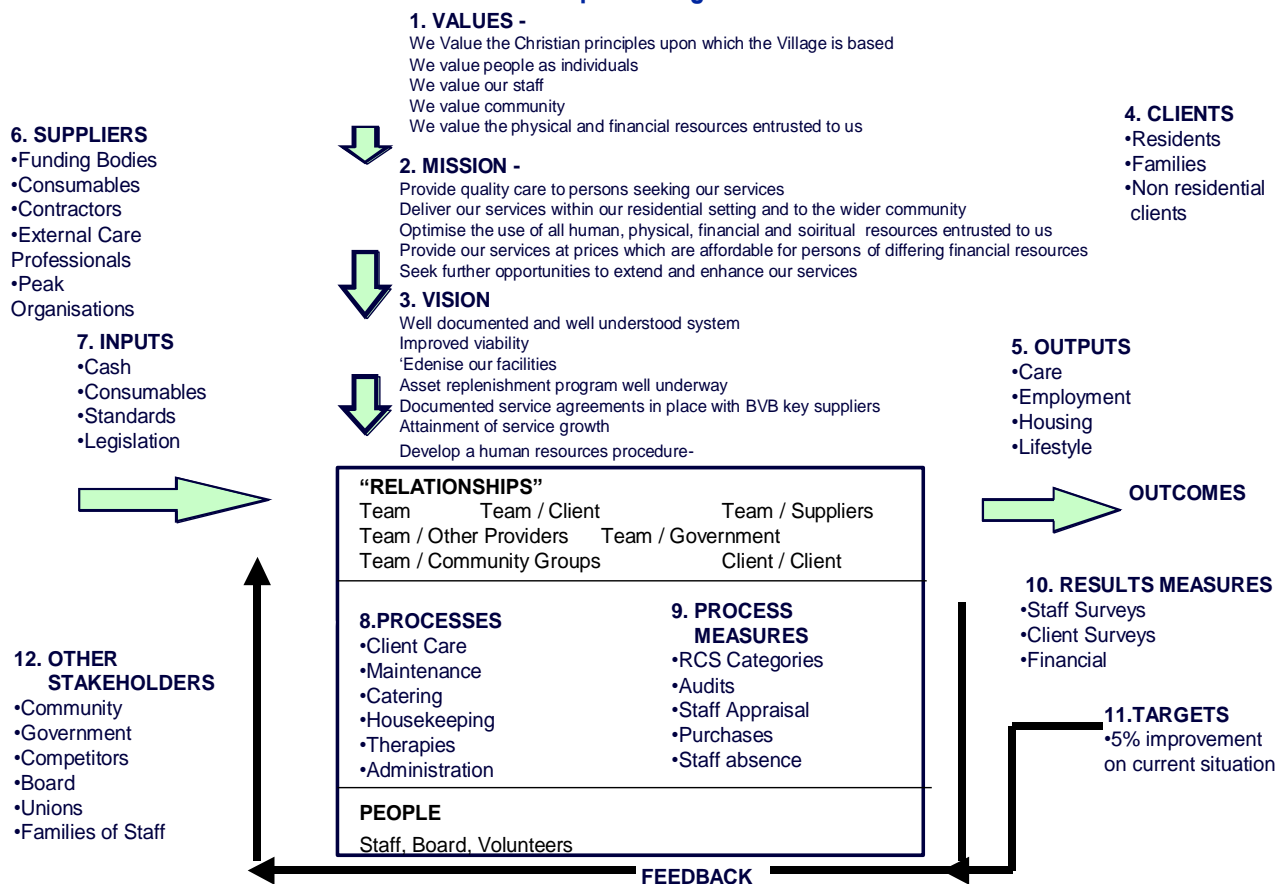 1. VALUES -
We Value the Christian principles upon which the Village is based
We value people as individuals
We value our staff
We value community
We value the physical and financial resources entrusted to us
2. MISSION -
Provide quality care to persons seeking our services
Deliver our services within our residential setting and to the wider community
Optimise the use of all human, physical, financial and soiritual resources entrusted to us
Provide our services at prices which are affordable for persons of differing financial resources
Seek further opportunities to extend and enhance our services
3. VISION
Well documented and well understood system
Improved viability
‘Edenise our facilities
Asset replenishment program well underway
Documented service agreements in place with BVB key suppliers
Attainment of service growth
Develop a human resources procedure-
4. CLIENTS
•Residents
•Families
•Non residential
clients
5. OUTPUTS
•Care
•Employment
•Housing
•Lifestyle
OUTCOMES
6. SUPPLIERS
•Funding Bodies
•Consumables
•Contractors
•External Care
Professionals
•Peak
Organisations
7. INPUTS
•Cash
•Consumables
•Standards
•Legislation
“RELATIONSHIPS”
Team Team / Client Team / Suppliers
Team / Other Providers Team / Government
Team / Community Groups Client / Client
8.PROCESSES
•Client Care
•Maintenance
•Catering
•Housekeeping
•Therapies
•Administration
9. PROCESS
MEASURES
•RCS Categories
•Audits
•Staff Appraisal
•Purchases
•Staff absence
PEOPLE
Staff, Board, Volunteers
10. RESULTS MEASURES
•Staff Surveys
•Client Surveys
•Financial
11.TARGETS
•5% improvement
on current situation
12. OTHER
STAKEHOLDERS
•Community
•Government
•Competitors
•Board
•Unions
•Families of Staff
FEEDBACK